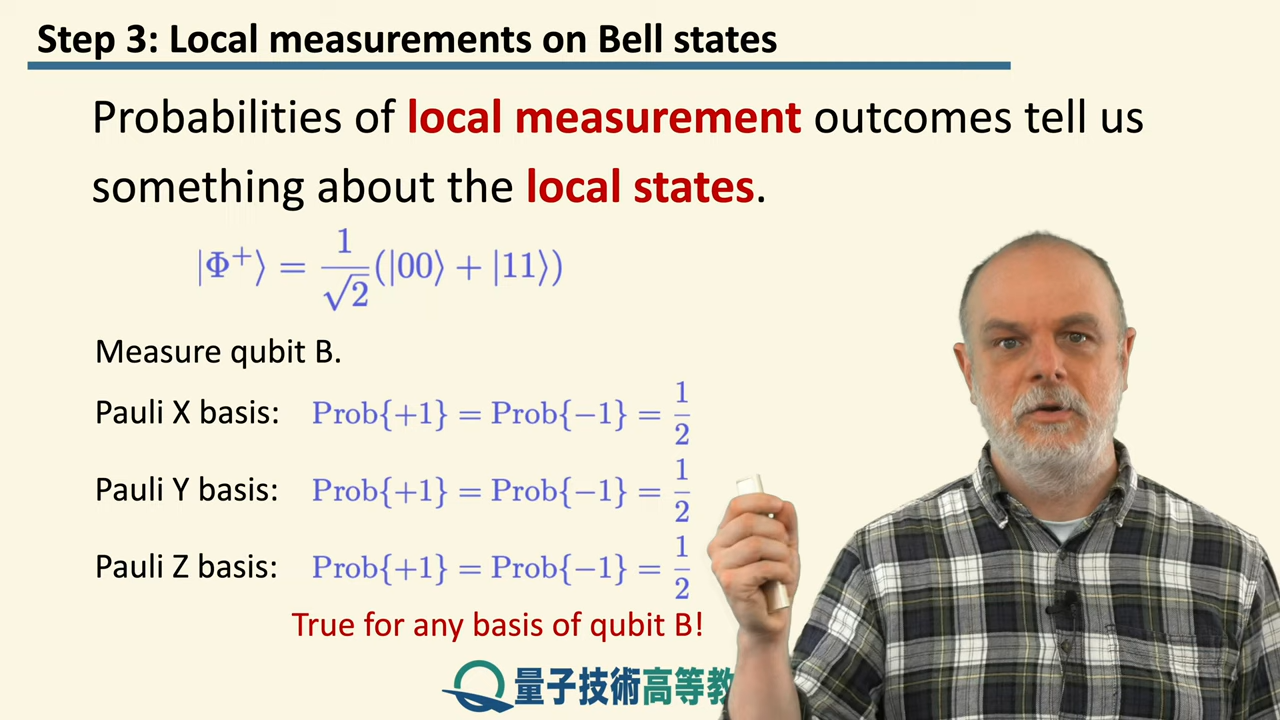 Step 3: Local measurements on Bell states
Probabilities of local measurement outcomes tell us
something about the local states.
|Φ⁺⟩ = 1/√2 (|00⟩ + |11⟩)
Measure qubit B.
Pauli X basis: Prob{+1} = Prob{−1} = 1/2
Pauli Y basis: Prob{+1} = Prob{−1} = 1/2
Pauli Z basis: Prob{+1} = Prob{−1} = 1/2
True for any basis of qubit B!
量子技術高等教